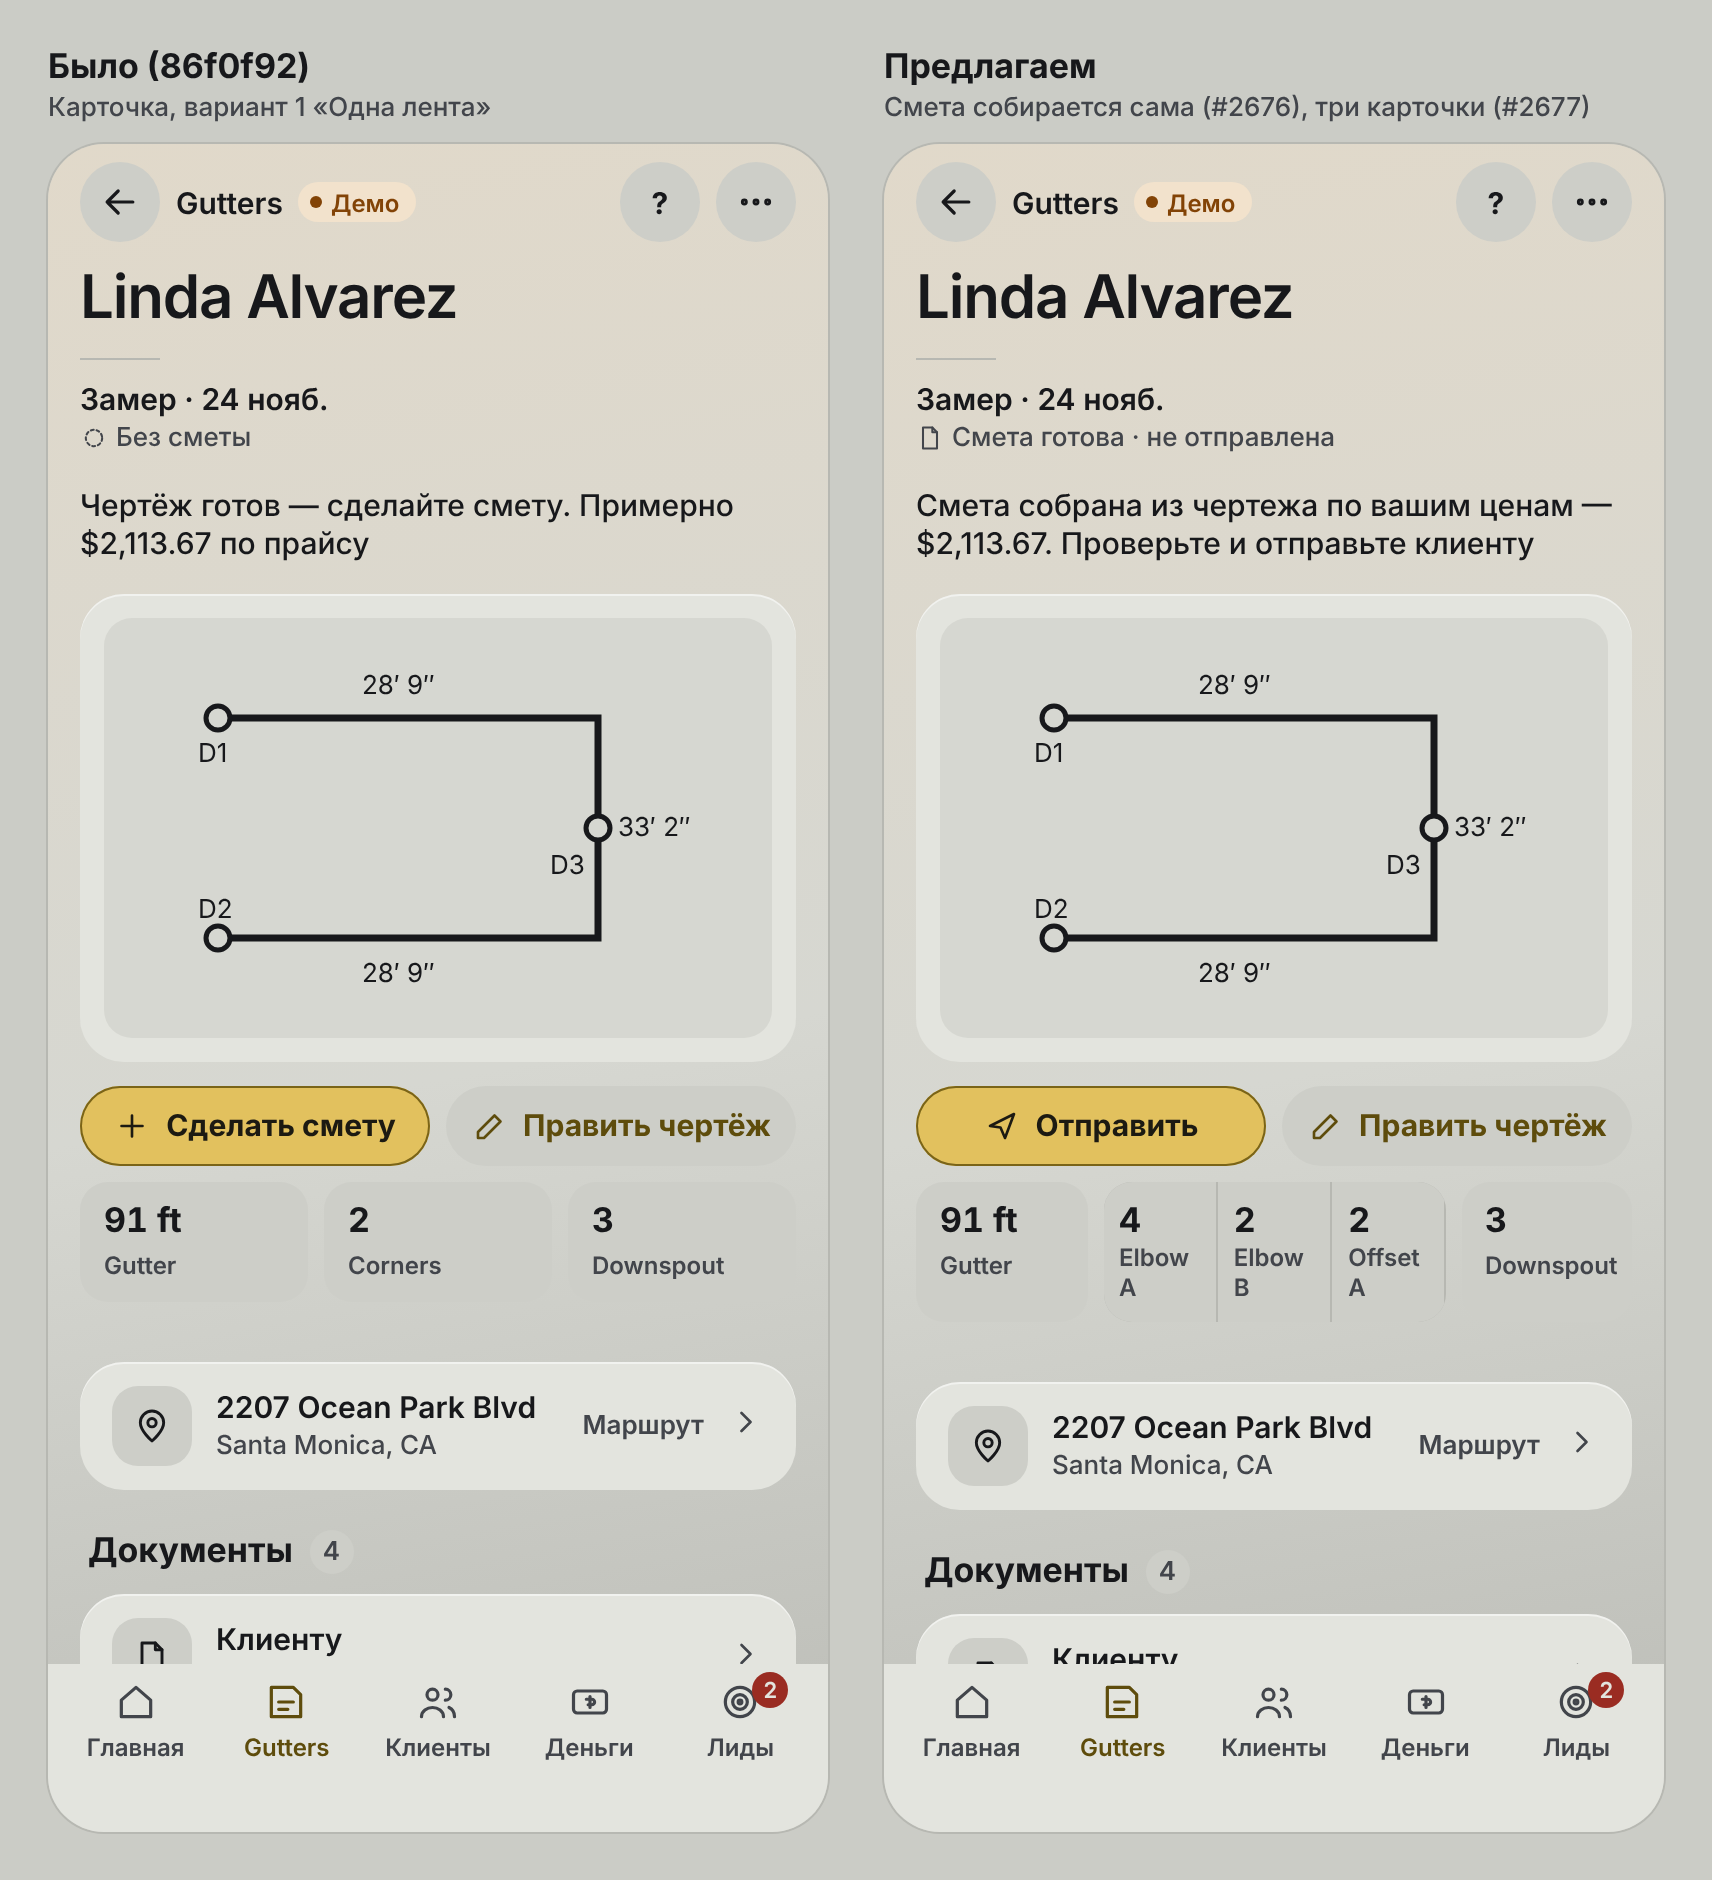 Было (86f0f92)
Карточка, вариант 1 «Одна лента»
Gutters
Демо
?
Linda Alvarez
Замер · 24 нояб.
Без сметы
Чертёж готов — сделайте смету. Примерно
$2,113.67 по прайсу
28′ 9″
D1
33′ 2″
D3
D2
28′ 9″
Сделать смету
Править чертёж
91 ft
Gutter
2
Corners
3
Downspout
2207 Ocean Park Blvd
Santa Monica, CA
Маршрут
Документы 4
Клиенту
Главная
Gutters
Клиенты
Деньги
2
Лиды
Предлагаем
Смета собирается сама (#2676), три карточки (#2677)
Gutters
Демо
?
Linda Alvarez
Замер · 24 нояб.
Смета готова · не отправлена
Смета собрана из чертежа по вашим ценам —
$2,113.67. Проверьте и отправьте клиенту
28′ 9″
D1
33′ 2″
D3
D2
28′ 9″
Отправить
Править чертёж
91 ft
Gutter
4
Elbow
A
2
Elbow
B
2
Offset
A
3
Downspout
2207 Ocean Park Blvd
Santa Monica, CA
Маршрут
Документы 4
Клиенту
Главная
Gutters
Клиенты
Деньги
2
Лиды